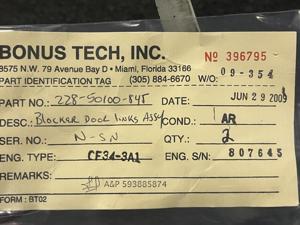 BONUS TECH, INC.
8575 N.W. 79 Avenue Bay D • Miami, Florida 33166
№ 396795
PART IDENTIFICATION TAG (305) 884-6670 W/O: 09-354
PART NO.: 228-50100-845 DATE: JUN 29 2009
DESC.: BLOCKER DOOR LINKS ASSY COND.: AR
SER. NO.: N-SN QTY.: 2
ENG. TYPE: CF34-3A1 ENG. S/N: 807645
REMARKS:
A&P 593885874
FORM: BT02